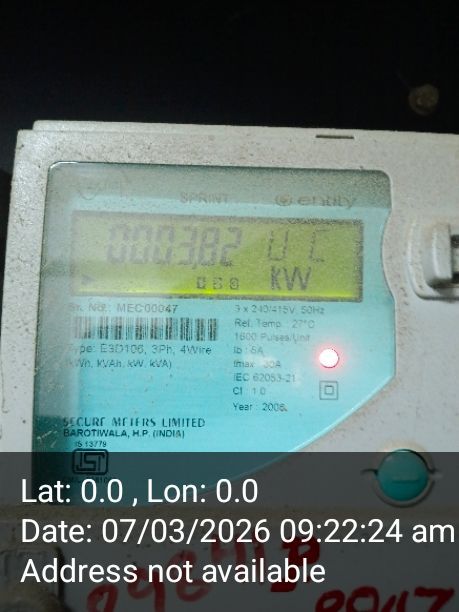 SPRINT entity
0003.82 U L
KW
Sr. No.: MEC00047
3 x 240/415V, 50Hz
Ref. Temp.: 27°C
1600 Pulses/Unit
Type: E3D106, 3Ph, 4Wire
Ib : 5A
(kWh, kVAh, kW, kVA)
Imax : 30A
IEC 62053-21
Cl : 1.0
Year : 2006
SECURE METERS LIMITED
BAROTIWALA, H.P. (INDIA)
IS 13779
Lat: 0.0 , Lon: 0.0
Date: 07/03/2026 09:22:24 am
Address not available